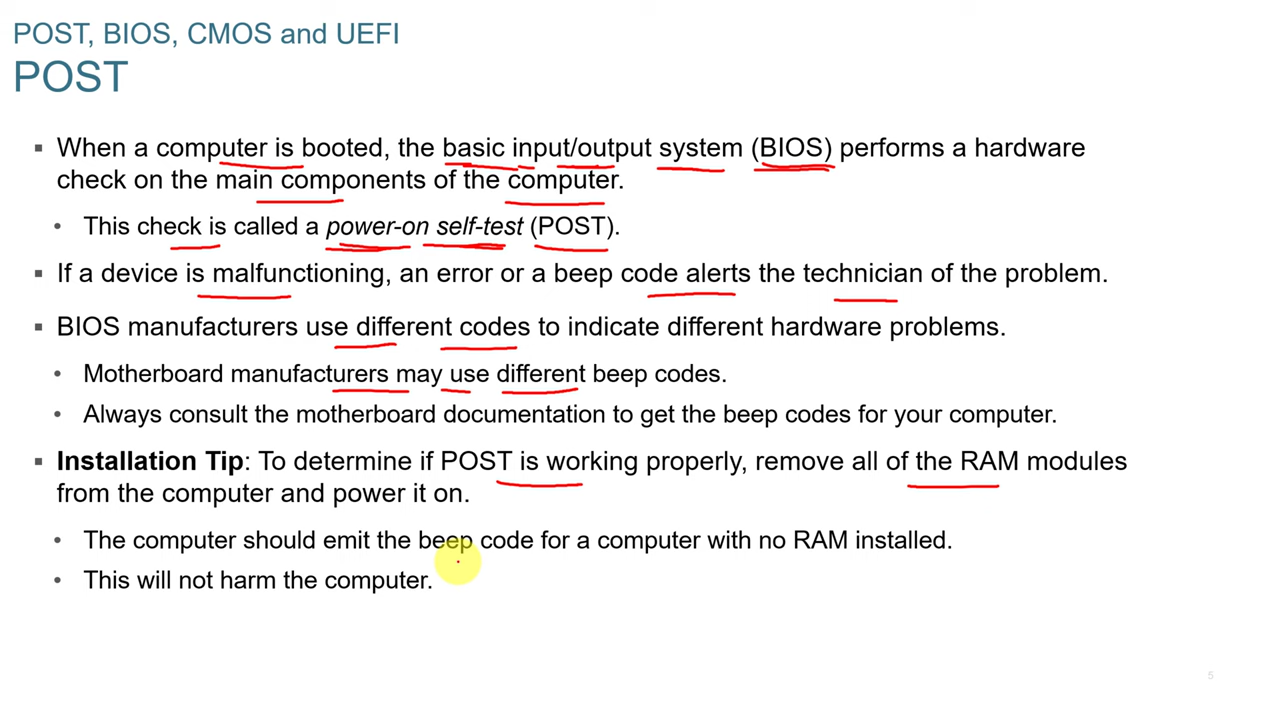 POST, BIOS, CMOS and UEFI
POST
▪ When a computer is booted, the basic input/output system (BIOS) performs a hardware
check on the main components of the computer.
• This check is called a power-on self-test (POST).
▪ If a device is malfunctioning, an error or a beep code alerts the technician of the problem.
▪ BIOS manufacturers use different codes to indicate different hardware problems.
• Motherboard manufacturers may use different beep codes.
• Always consult the motherboard documentation to get the beep codes for your computer.
▪ Installation Tip: To determine if POST is working properly, remove all of the RAM modules
from the computer and power it on.
• The computer should emit the beep code for a computer with no RAM installed.
• This will not harm the computer.
5